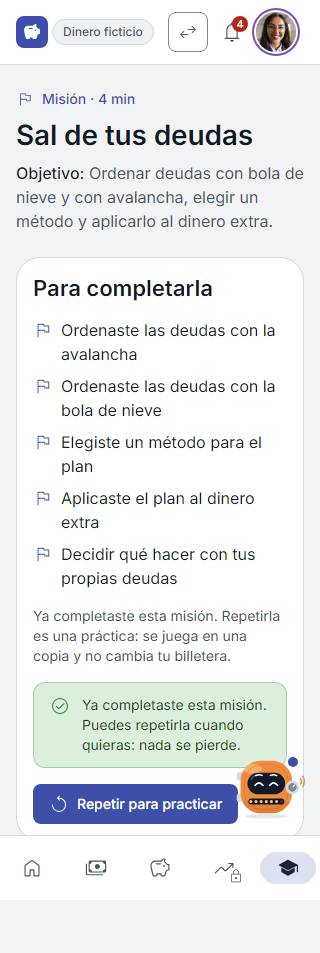 Dinero ficticio
4
Misión · 4 min
Sal de tus deudas
Objetivo: Ordenar deudas con bola de
nieve y con avalancha, elegir un
método y aplicarlo al dinero extra.
Para completarla
Ordenaste las deudas con la
avalancha
Ordenaste las deudas con la
bola de nieve
Elegiste un método para el
plan
Aplicaste el plan al dinero
extra
Decidir qué hacer con tus
propias deudas
Ya completaste esta misión. Repetirla
es una práctica: se juega en una
copia y no cambia tu billetera.
Ya completaste esta misión.
Puedes repetirla cuando
quieras: nada se pierde.
Repetir para practicar